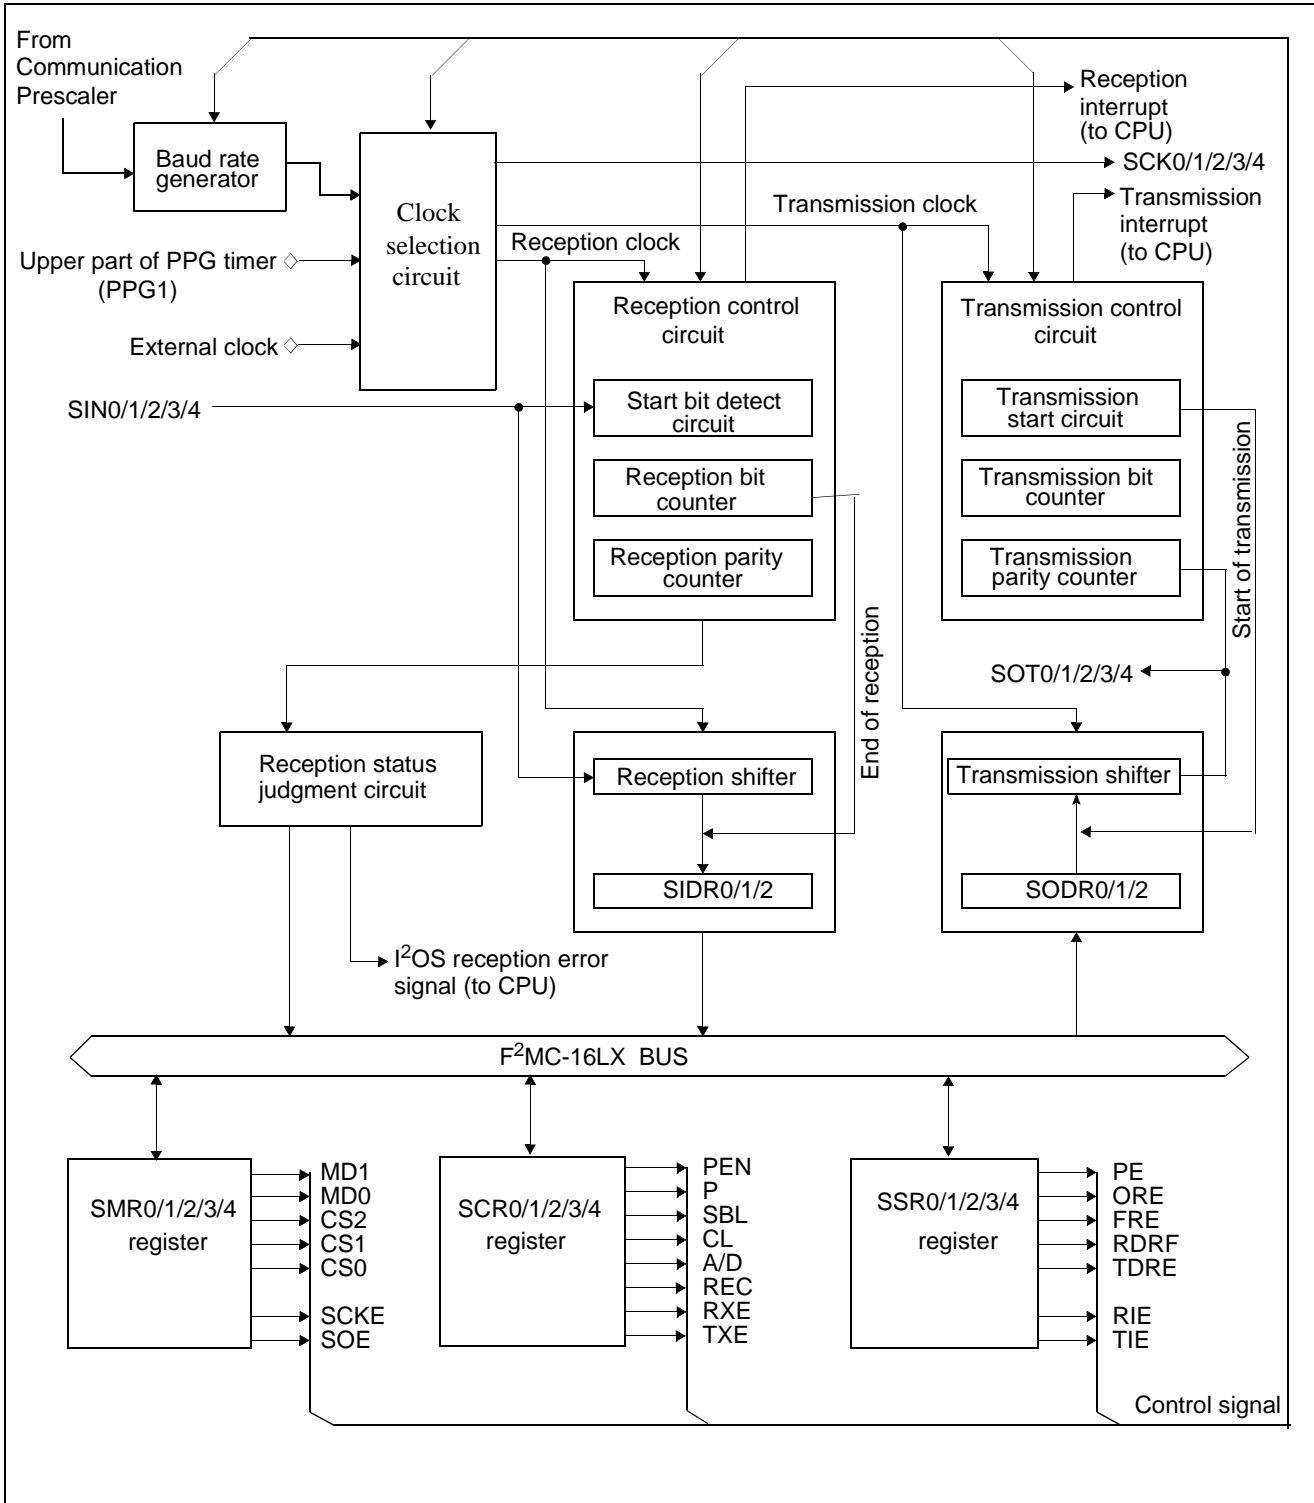 From
Communication
Prescaler
Baud rate
generator
Clock
selection
circuit
Upper part of PPG timer
(PPG1)
External clock
SIN0/1/2/3/4
Reception
interrupt
(to CPU)
SCK0/1/2/3/4
Transmission
interrupt
(to CPU)
Transmission clock
Reception clock
Reception control
circuit
Start bit detect
circuit
Reception bit
counter
Reception parity
counter
Transmission control
circuit
Transmission
start circuit
Transmission bit
counter
Transmission
parity counter
Start of transmission
End of reception
SOT0/1/2/3/4
Reception status
judgment circuit
Reception shifter
SIDR0/1/2
Transmission shifter
SODR0/1/2
I2OS reception error
signal (to CPU)
F2MC-16LX BUS
SMR0/1/2/3/4
register
MD1
MD0
CS2
CS1
CS0
SCKE
SOE
SCR0/1/2/3/4
register
PEN
P
SBL
CL
A/D
REC
RXE
TXE
SSR0/1/2/3/4
register
PE
ORE
FRE
RDRF
TDRE
RIE
TIE
Control signal